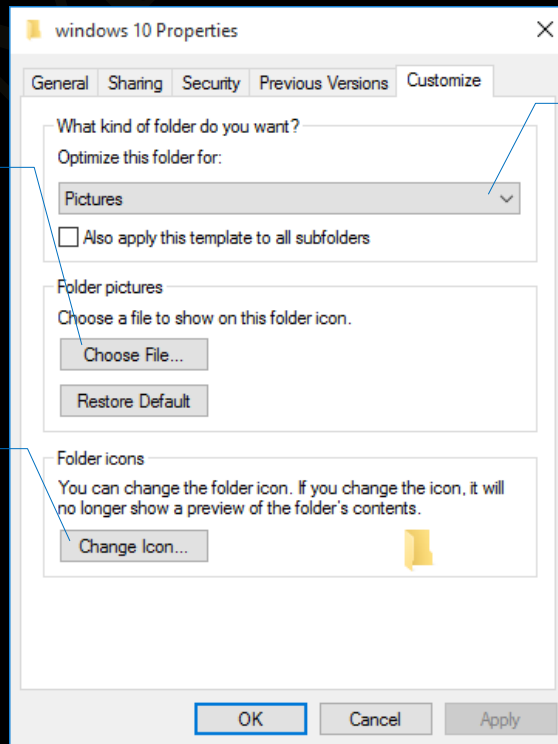 windows 10 Properties
General Sharing Security Previous Versions Customize
What kind of folder do you want?
Optimize this folder for:
Pictures
Also apply this template to all subfolders
Folder pictures
Choose a file to show on this folder icon.
Choose File...
Restore Default
Folder icons
You can change the folder icon. If you change the icon, it will
no longer show a preview of the folder's contents.
Change Icon...
OK Cancel Apply